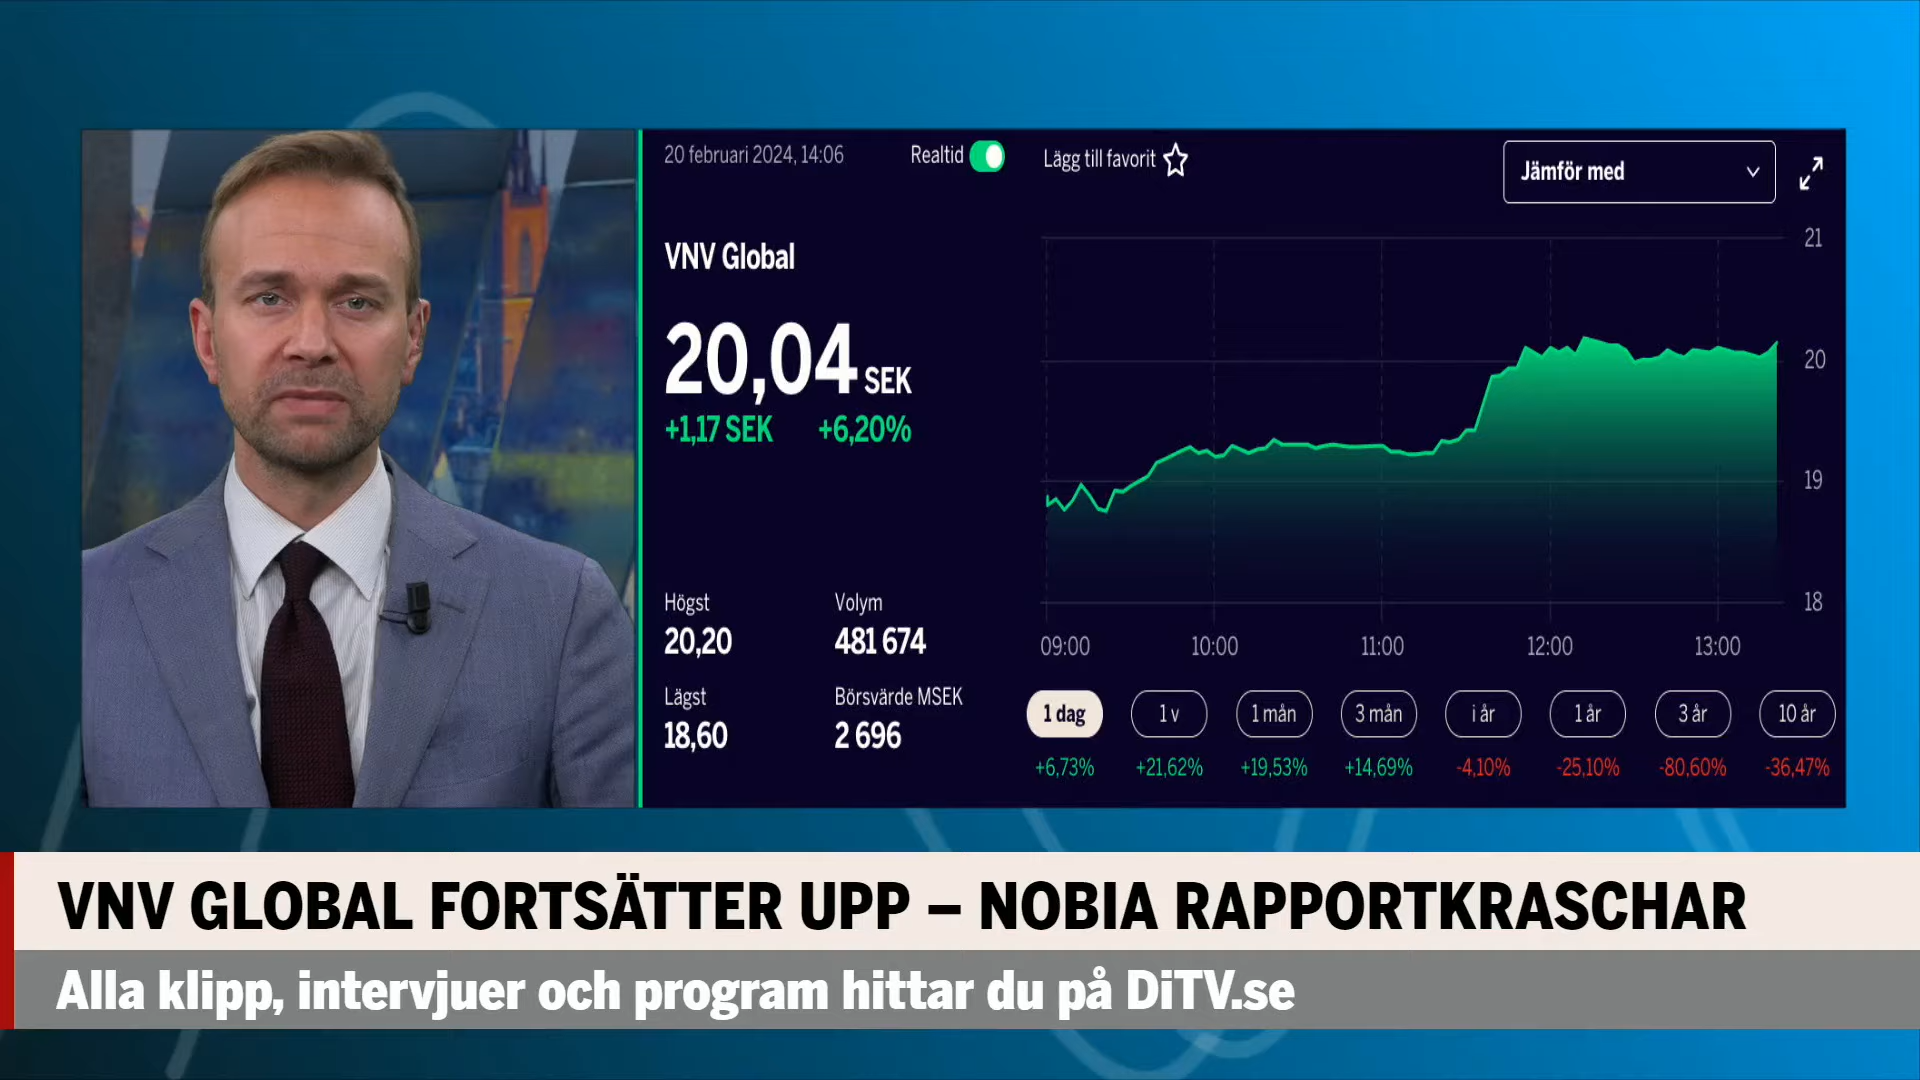 20 februari 2024, 14:06
Realtid
Lägg till favorit
Jämför med
VNV Global
20,04 SEK
+1,17 SEK +6,20%
Högst
20,20
Volym
481 674
Lägst
18,60
Börsvärde MSEK
2 696
21
20
19
18
09:00 10:00 11:00 12:00 13:00
1 dag 1 v 1 mån 3 mån i år 1 år 3 år 10 år
+6,73% +21,62% +19,53% +14,69% -4,10% -25,10% -80,60% -36,47%
VNV GLOBAL FORTSÄTTER UPP – NOBIA RAPPORTKRASCHAR
Alla klipp, intervjuer och program hittar du på DiTV.se